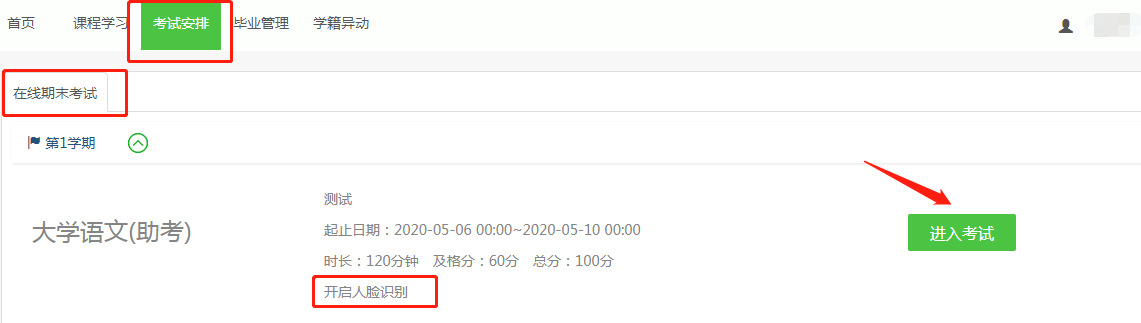 首页 课程学习 考试安排 毕业管理 学籍异动
在线期末考试
第1学期
大学语文(助考)
测试
起止日期：2020-05-06 00:00~2020-05-10 00:00
时长：120分钟 及格分：60分 总分：100分
开启人脸识别
进入考试